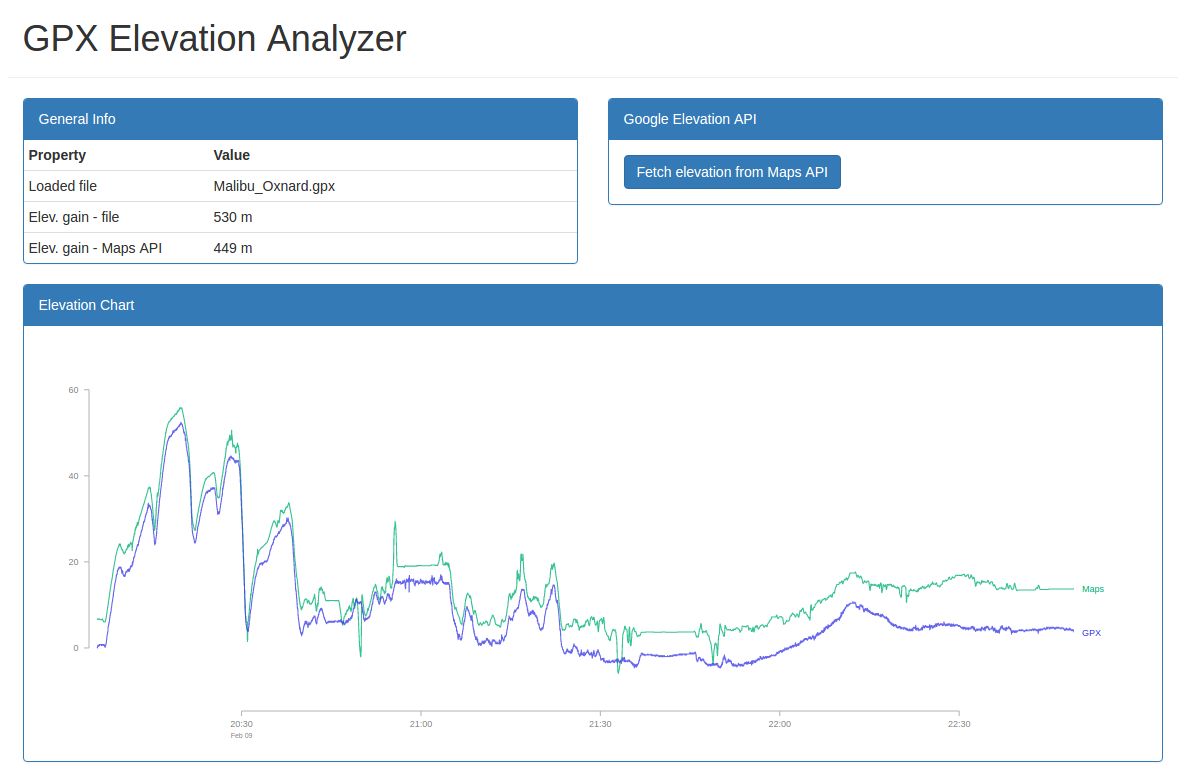 GPX Elevation Analyzer
General Info
Property Value
Loaded file Malibu_Oxnard.gpx
Elev. gain - file 530 m
Elev. gain - Maps API 449 m
Google Elevation API
Fetch elevation from Maps API
Elevation Chart
60
40
20
0
Maps
GPX
20:30 21:00 21:30 22:00 22:30
Feb 09